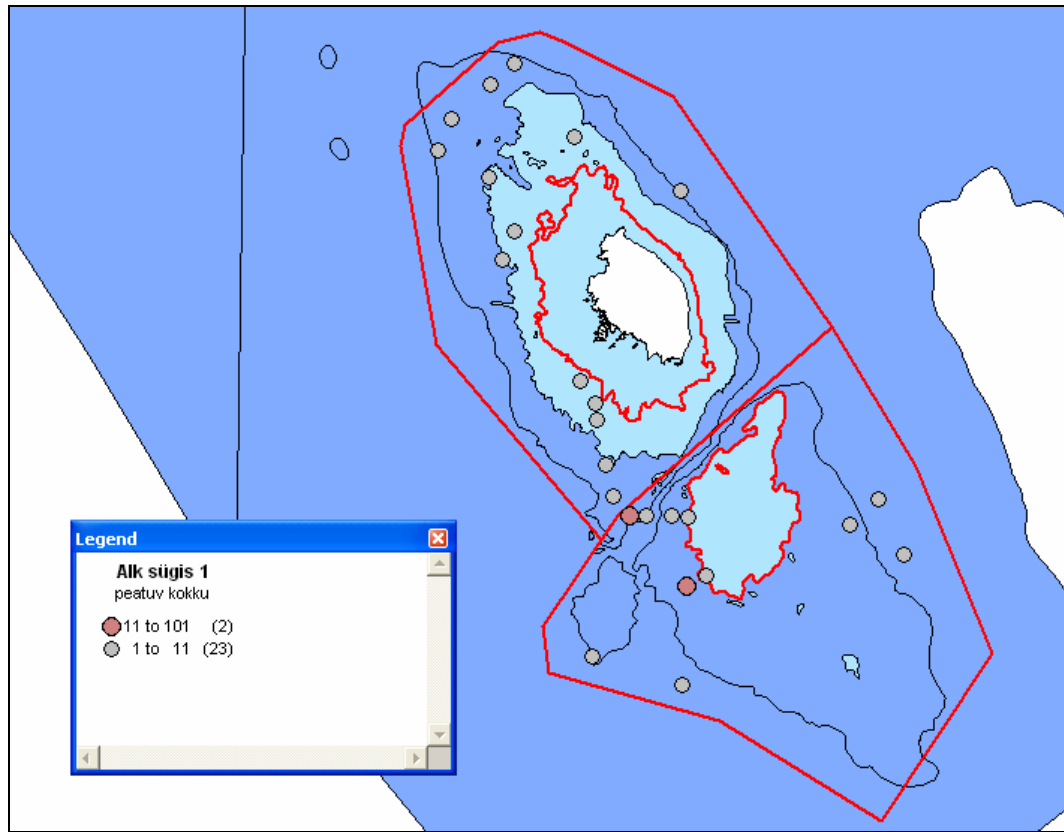 Legend
Alk sügis 1
peatuv kokku
11 to 101 (2)
1 to 11 (23)